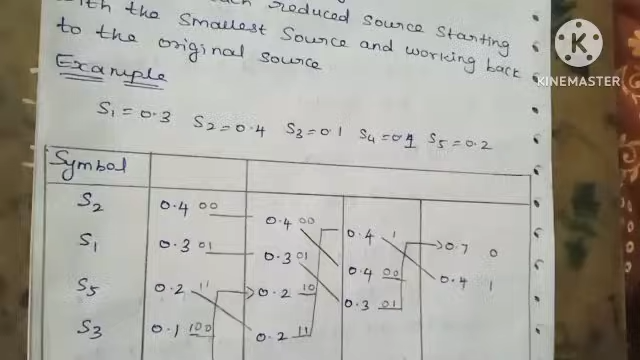 reduced source starting
with the smallest source and working back
to the original source
Example
KINEMASTER
S1 = 0.3 S2 = 0.4 S3 = 0.1 S4 = 0.1 S5 = 0.2
Symbol
S2 0.4 00 0.4 00 0.4 1 0.7 0
S1 0.3 01 0.3 01 0.4 00 0.4 1
S5 0.2 11 0.2 10 0.3 01
S3 0.1 100 0.2 11